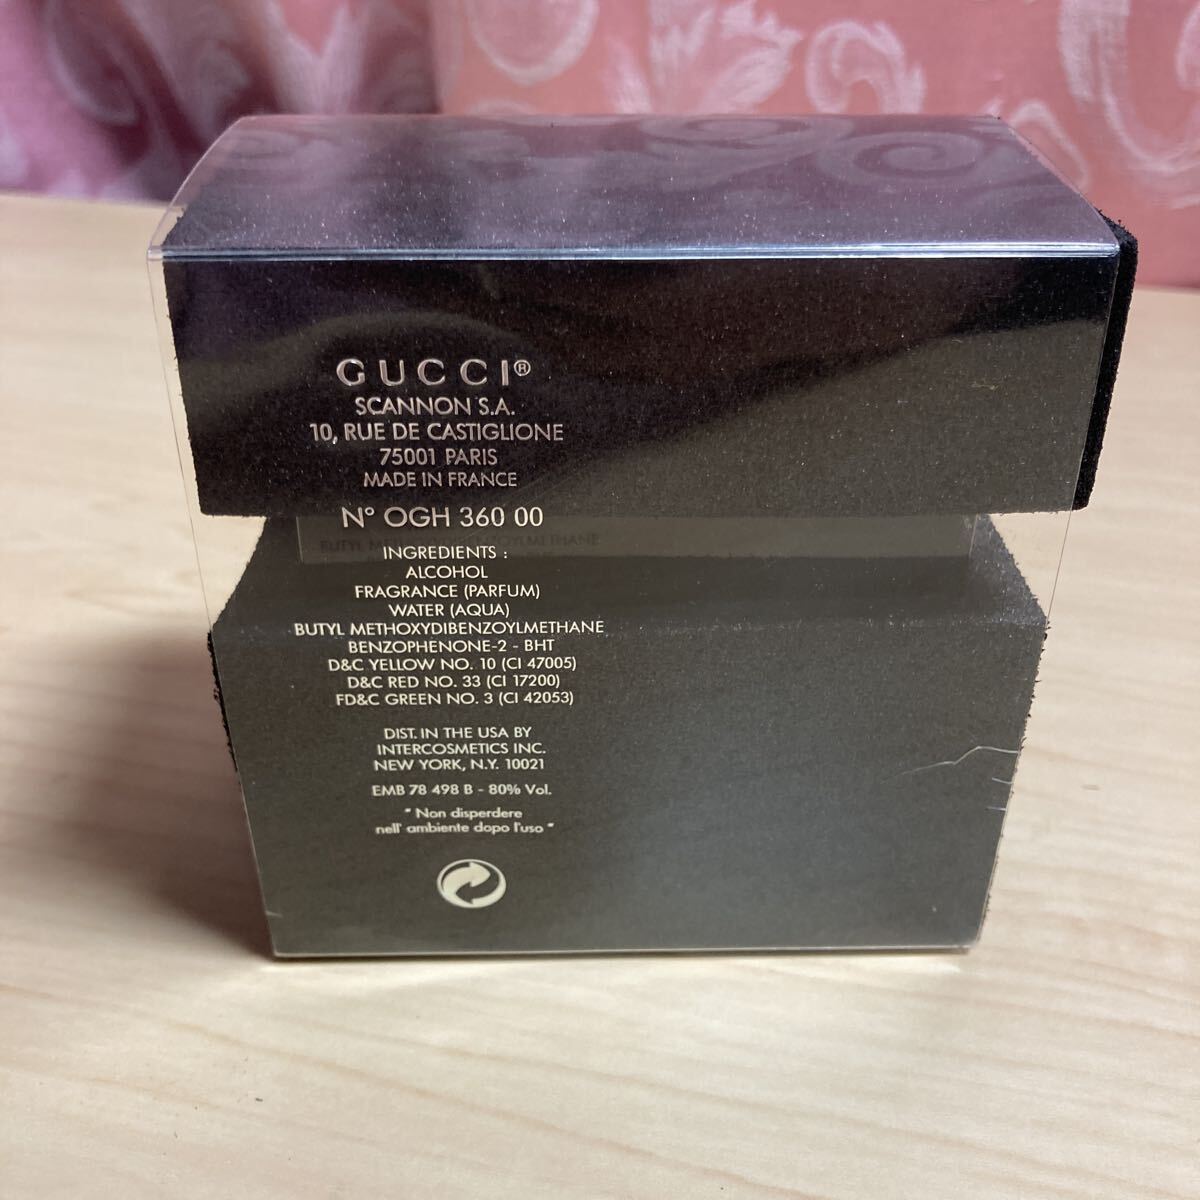 GUCCI®
SCANNON S.A.
10, RUE DE CASTIGLIONE
75001 PARIS
MADE IN FRANCE
N° OGH 360 00
INGREDIENTS :
ALCOHOL
FRAGRANCE (PARFUM)
WATER (AQUA)
BUTYL METHOXYDIBENZOYLMETHANE
BENZOPHENONE-2 - BHT
D&C YELLOW NO. 10 (CI 47005)
D&C RED NO. 33 (CI 17200)
FD&C GREEN NO. 3 (CI 42053)
DIST. IN THE USA BY
INTERCOSMETICS INC.
NEW YORK, N.Y. 10021
EMB 78 498 B - 80% Vol.
" Non disperdere
nell' ambiente dopo l'uso "